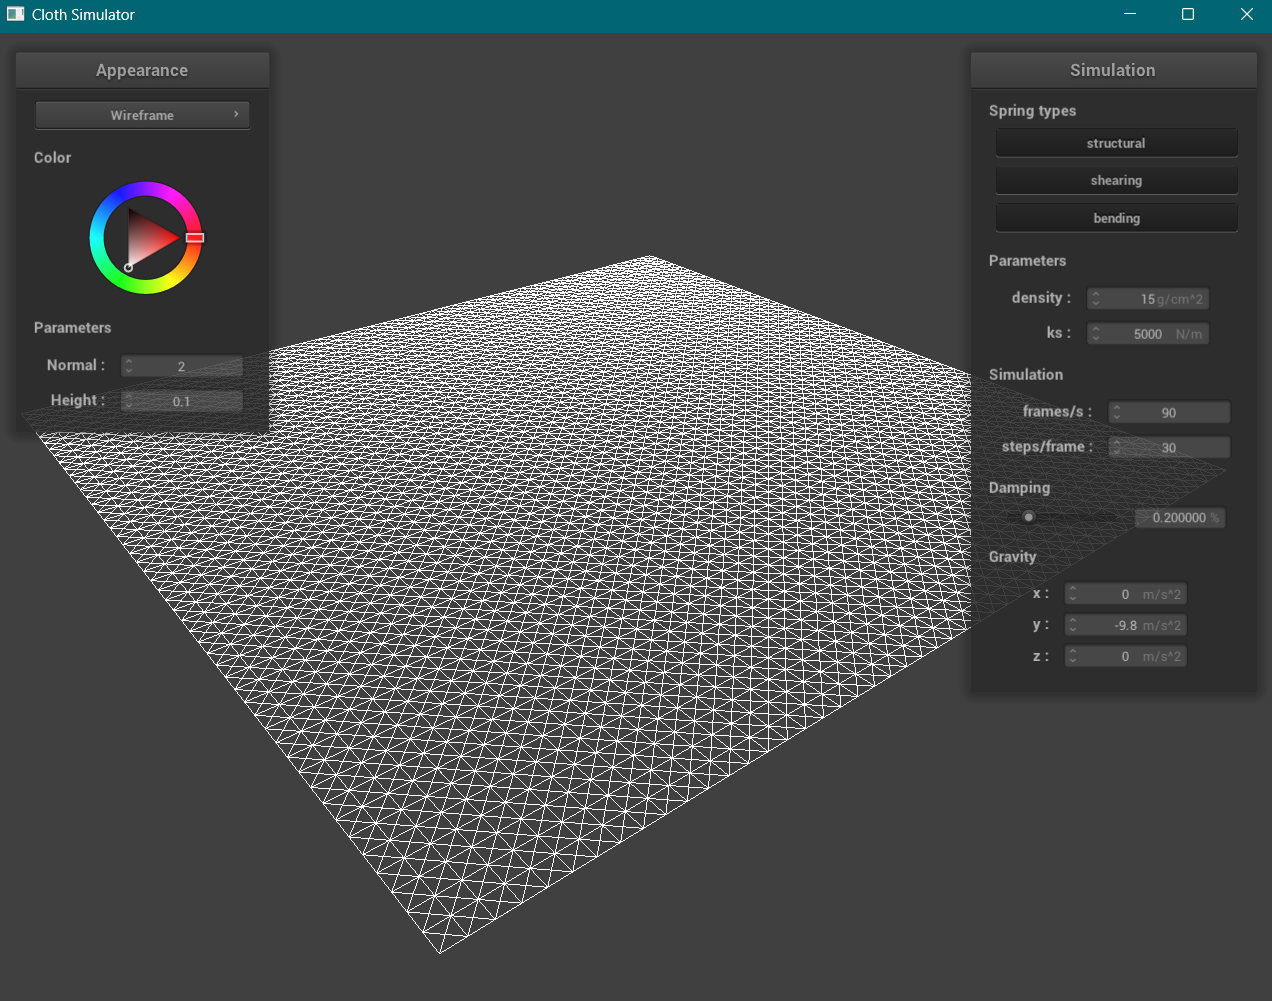 Cloth Simulator
Appearance
Wireframe
Color
Parameters
Normal : 2
Height : 0.1
Simulation
Spring types
structural
shearing
bending
Parameters
density : 15 g/cm^2
ks : 5000 N/m
Simulation
frames/s : 90
steps/frame : 30
Damping
0.200000 %
Gravity
x : 0 m/s^2
y : -9.8 m/s^2
z : 0 m/s^2